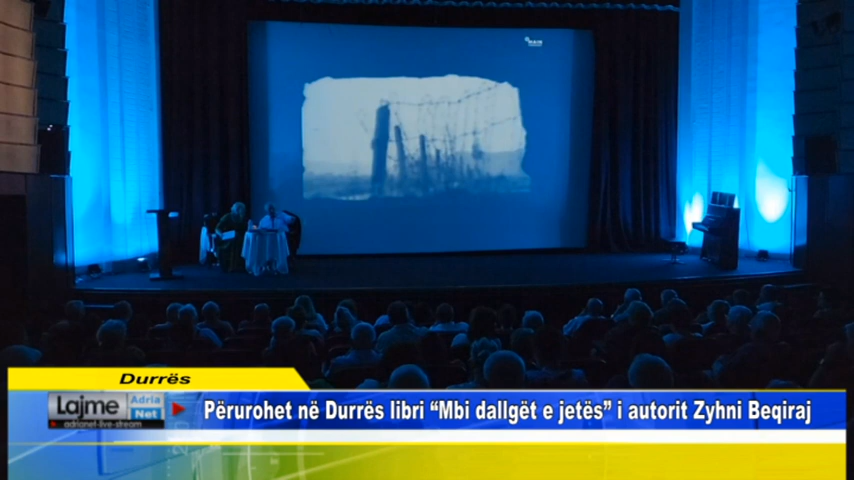 Durrës
Lajme Adria Net
adrianet-live-stream
Përurohet në Durrës libri “Mbi dallgët e jetës” i autorit Zyhni Beqiraj